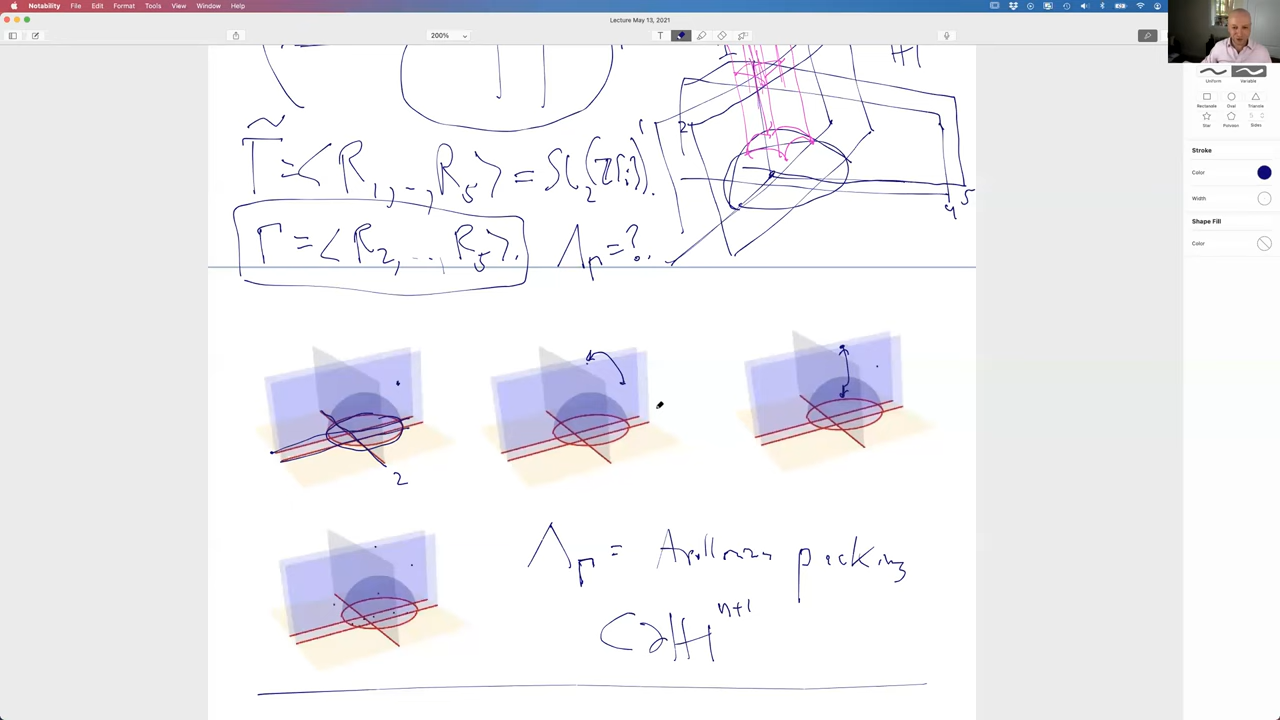 Notability File Edit Format Tools View Window Help
Lecture May 13, 2021
200%
T
Uniform Variable
Rectangle Oval Triangle
Star Polygon Sides
Stroke
Color
Width
Shape Fill
Color
H
1
2
4 5
Γ̃ = ⟨R₁, …, R₅⟩ = SL₂(ℤ[i]).
Γ = ⟨R₂, …, R₅⟩. Λ_Γ = ?.
2
Λ_Γ = Apollonian packing
⊂ ∂ℍⁿ⁺¹